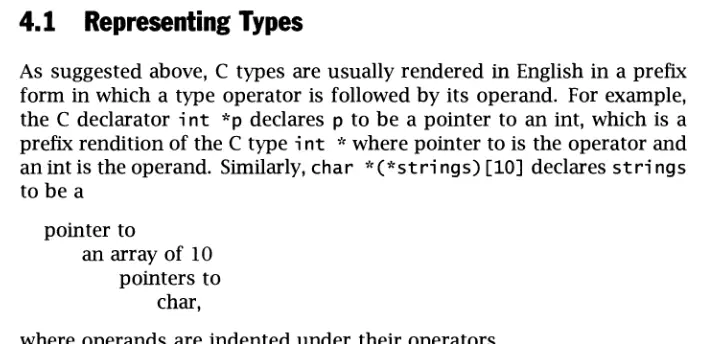 4.1 Representing Types
As suggested above, C types are usually rendered in English in a prefix
form in which a type operator is followed by its operand. For example,
the C declarator int *p declares p to be a pointer to an int, which is a
prefix rendition of the C type int * where pointer to is the operator and
an int is the operand. Similarly, char *(*strings)[10] declares strings
to be a
pointer to
an array of 10
pointers to
char,
where operands are indented under their operators